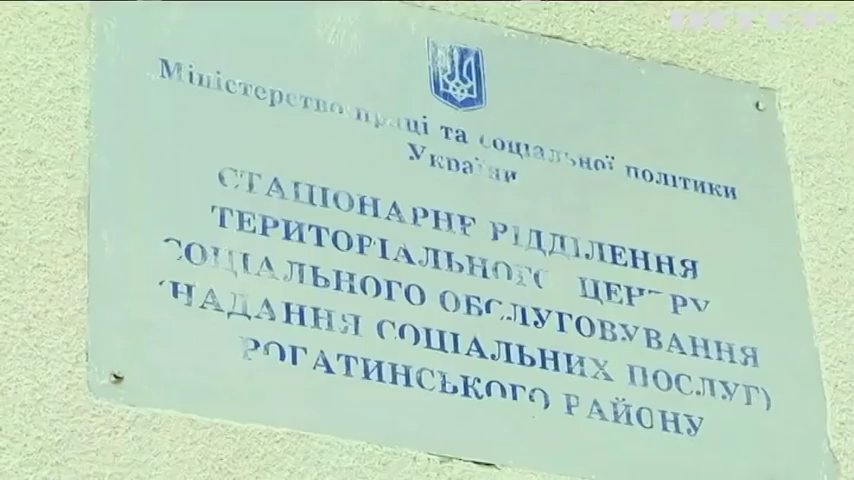 Міністерство праці та соціальної політики
України
СТАЦІОНАРНЕ ВІДДІЛЕННЯ
ТЕРИТОРІАЛЬНОГО ЦЕНТРУ
СОЦІАЛЬНОГО ОБСЛУГОВУВАННЯ
(НАДАННЯ СОЦІАЛЬНИХ ПОСЛУГ)
РОГАТИНСЬКОГО РАЙОНУ